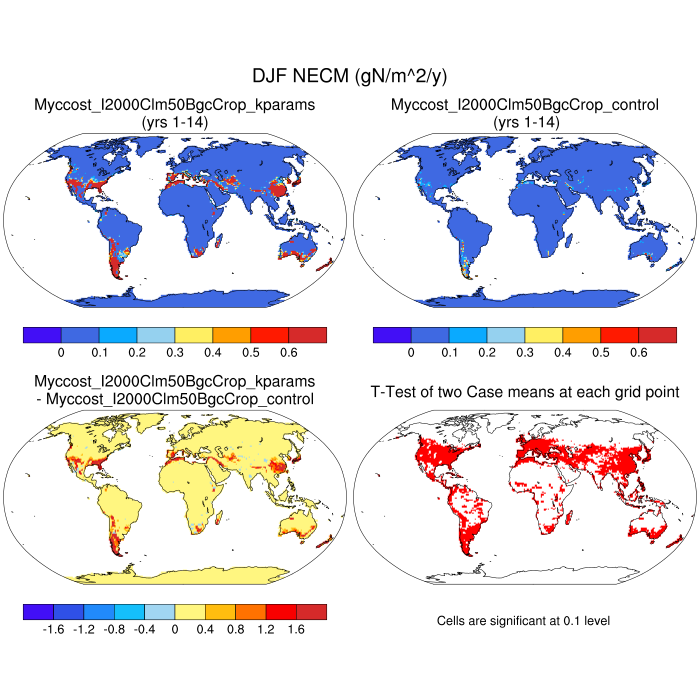 DJF NECM (gN/m^2/y)
Myccost_I2000Clm50BgcCrop_kparams
(yrs 1-14)
Myccost_I2000Clm50BgcCrop_control
(yrs 1-14)
0 0.1 0.2 0.3 0.4 0.5 0.6
0 0.1 0.2 0.3 0.4 0.5 0.6
Myccost_I2000Clm50BgcCrop_kparams
- Myccost_I2000Clm50BgcCrop_control
T-Test of two Case means at each grid point
-1.6 -1.2 -0.8 -0.4 0 0.4 0.8 1.2 1.6
Cells are significant at 0.1 level